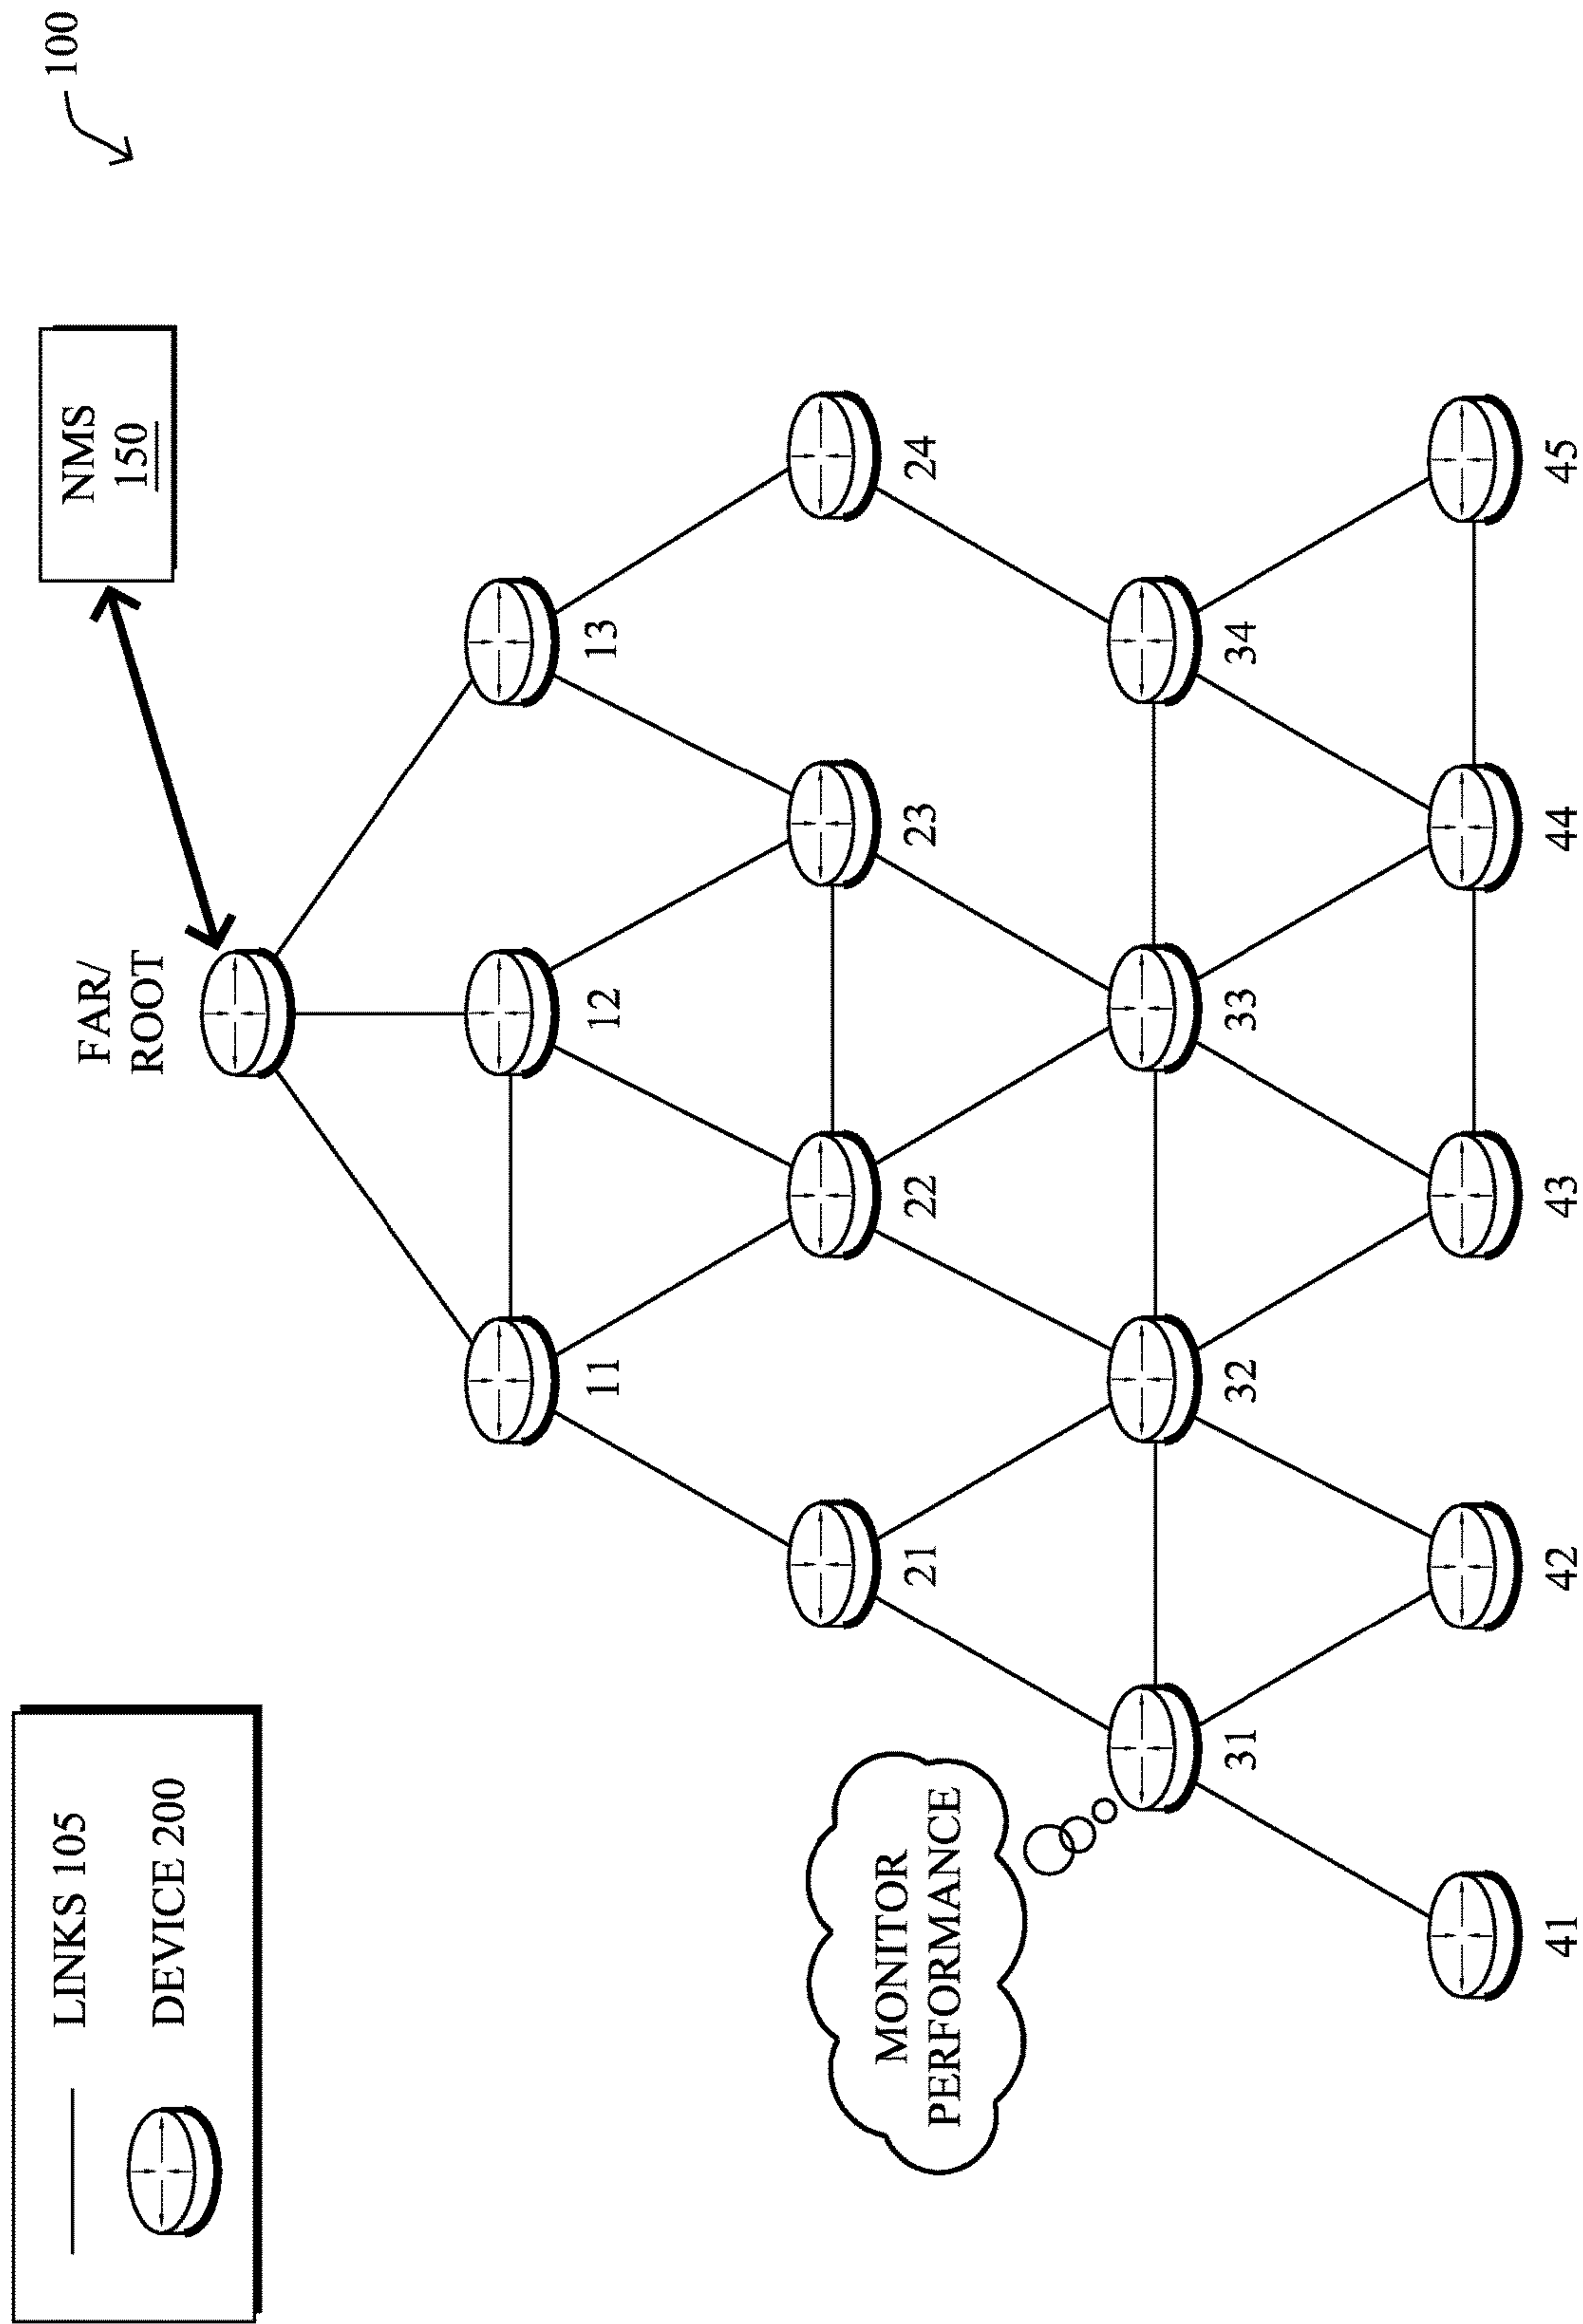 LINKS 105
DEVICE 200
100
NMS
150
FAR/
ROOT
11
12
13
21
22
23
24
MONITOR
PERFORMANCE
31
32
33
34
41
42
43
44
45